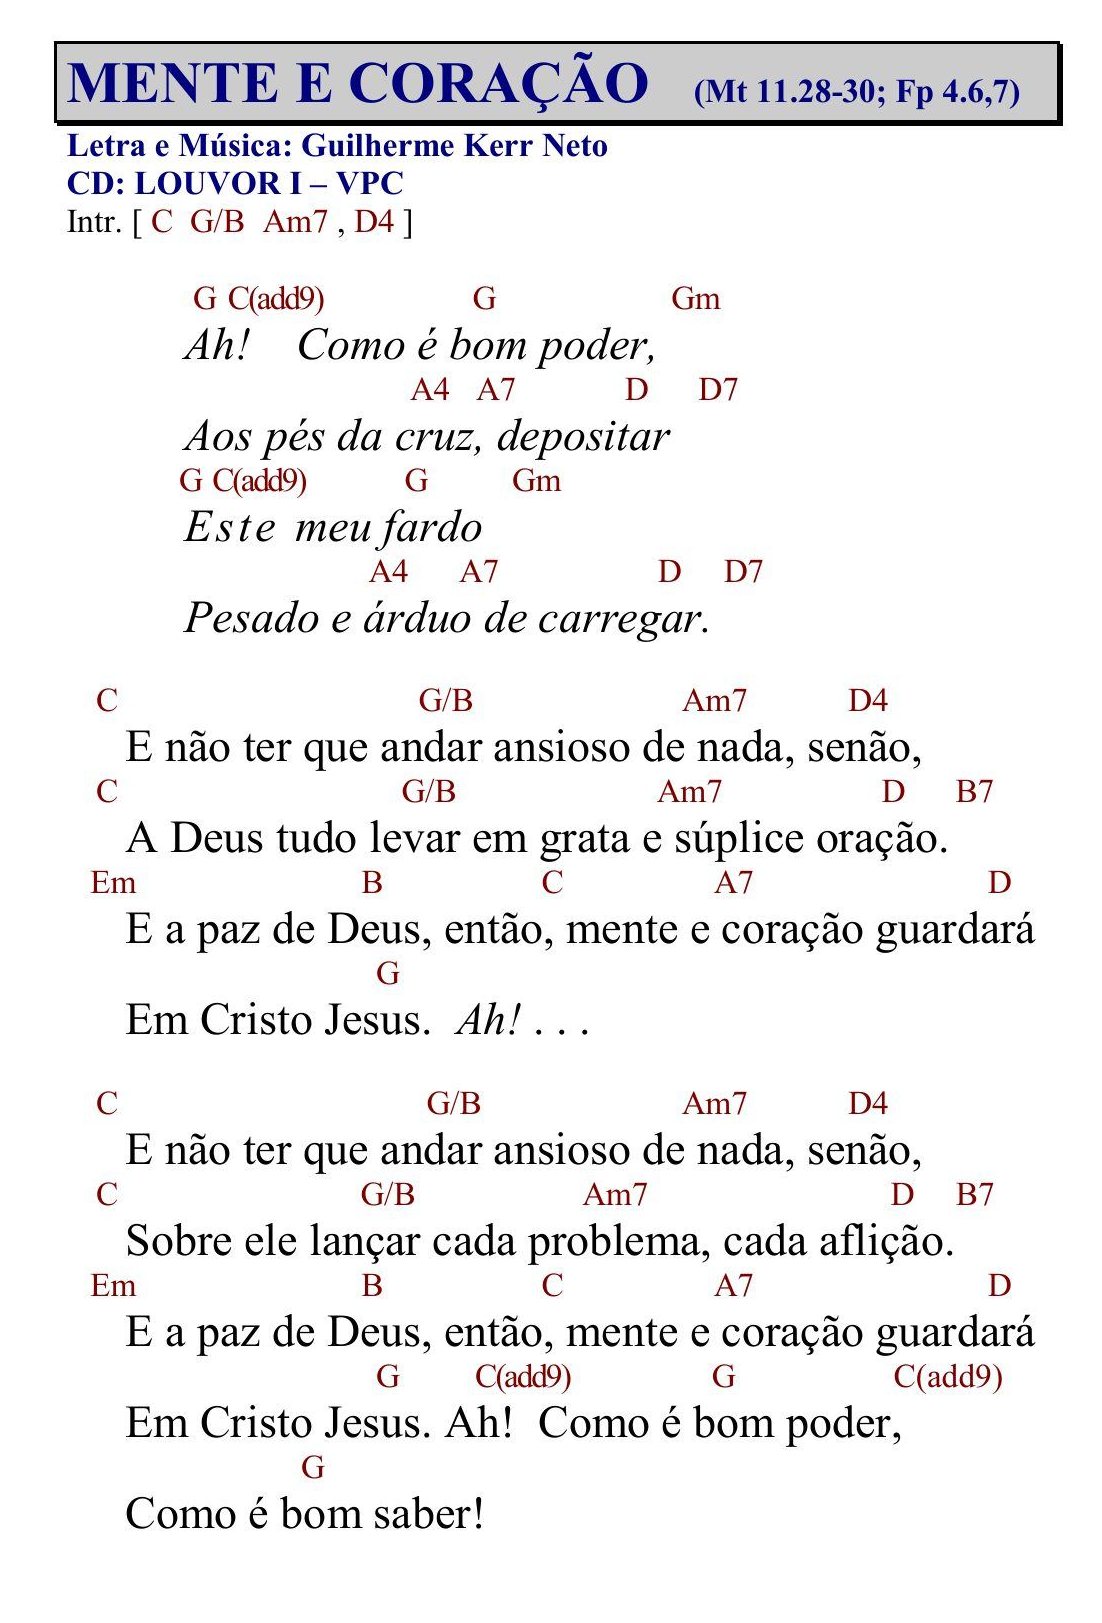 MENTE E CORAÇÃO (Mt 11.28-30; Fp 4.6,7)
Letra e Música: Guilherme Kerr Neto
CD: LOUVOR I – VPC
Intr. [ C G/B Am7 , D4 ]
G C(add9) G Gm
Ah! Como é bom poder,
A4 A7 D D7
Aos pés da cruz, depositar
G C(add9) G Gm
Este meu fardo
A4 A7 D D7
Pesado e árduo de carregar.
C G/B Am7 D4
E não ter que andar ansioso de nada, senão,
C G/B Am7 D B7
A Deus tudo levar em grata e súplice oração.
Em B C A7 D
E a paz de Deus, então, mente e coração guardará
G
Em Cristo Jesus. Ah! . . .
C G/B Am7 D4
E não ter que andar ansioso de nada, senão,
C G/B Am7 D B7
Sobre ele lançar cada problema, cada aflição.
Em B C A7 D
E a paz de Deus, então, mente e coração guardará
G C(add9) G C(add9)
Em Cristo Jesus. Ah! Como é bom poder,
G
Como é bom saber!